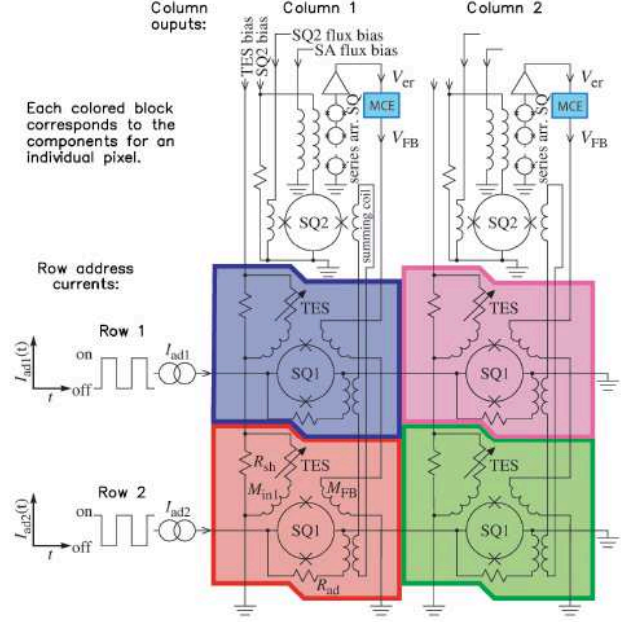 Column Column 1 Column 2
ouputs:
SQ2 flux bias
SA flux bias
TES bias
SQ2 bias
Each colored block
corresponds to the
components for an
individual pixel.
series arr. SQ
Ver
MCE
VFB
series arr. SQ
Ver
MCE
VFB
SQ2
summing coil
SQ2
Row address
currents:
TES
TES
Row 1
Iad1(t)
on
off
t
Iad1
SQ1
SQ1
Rsh
TES
TES
Min1
MFB
Row 2
Iad2(t)
on
off
t
Iad2
SQ1
SQ1
Rad